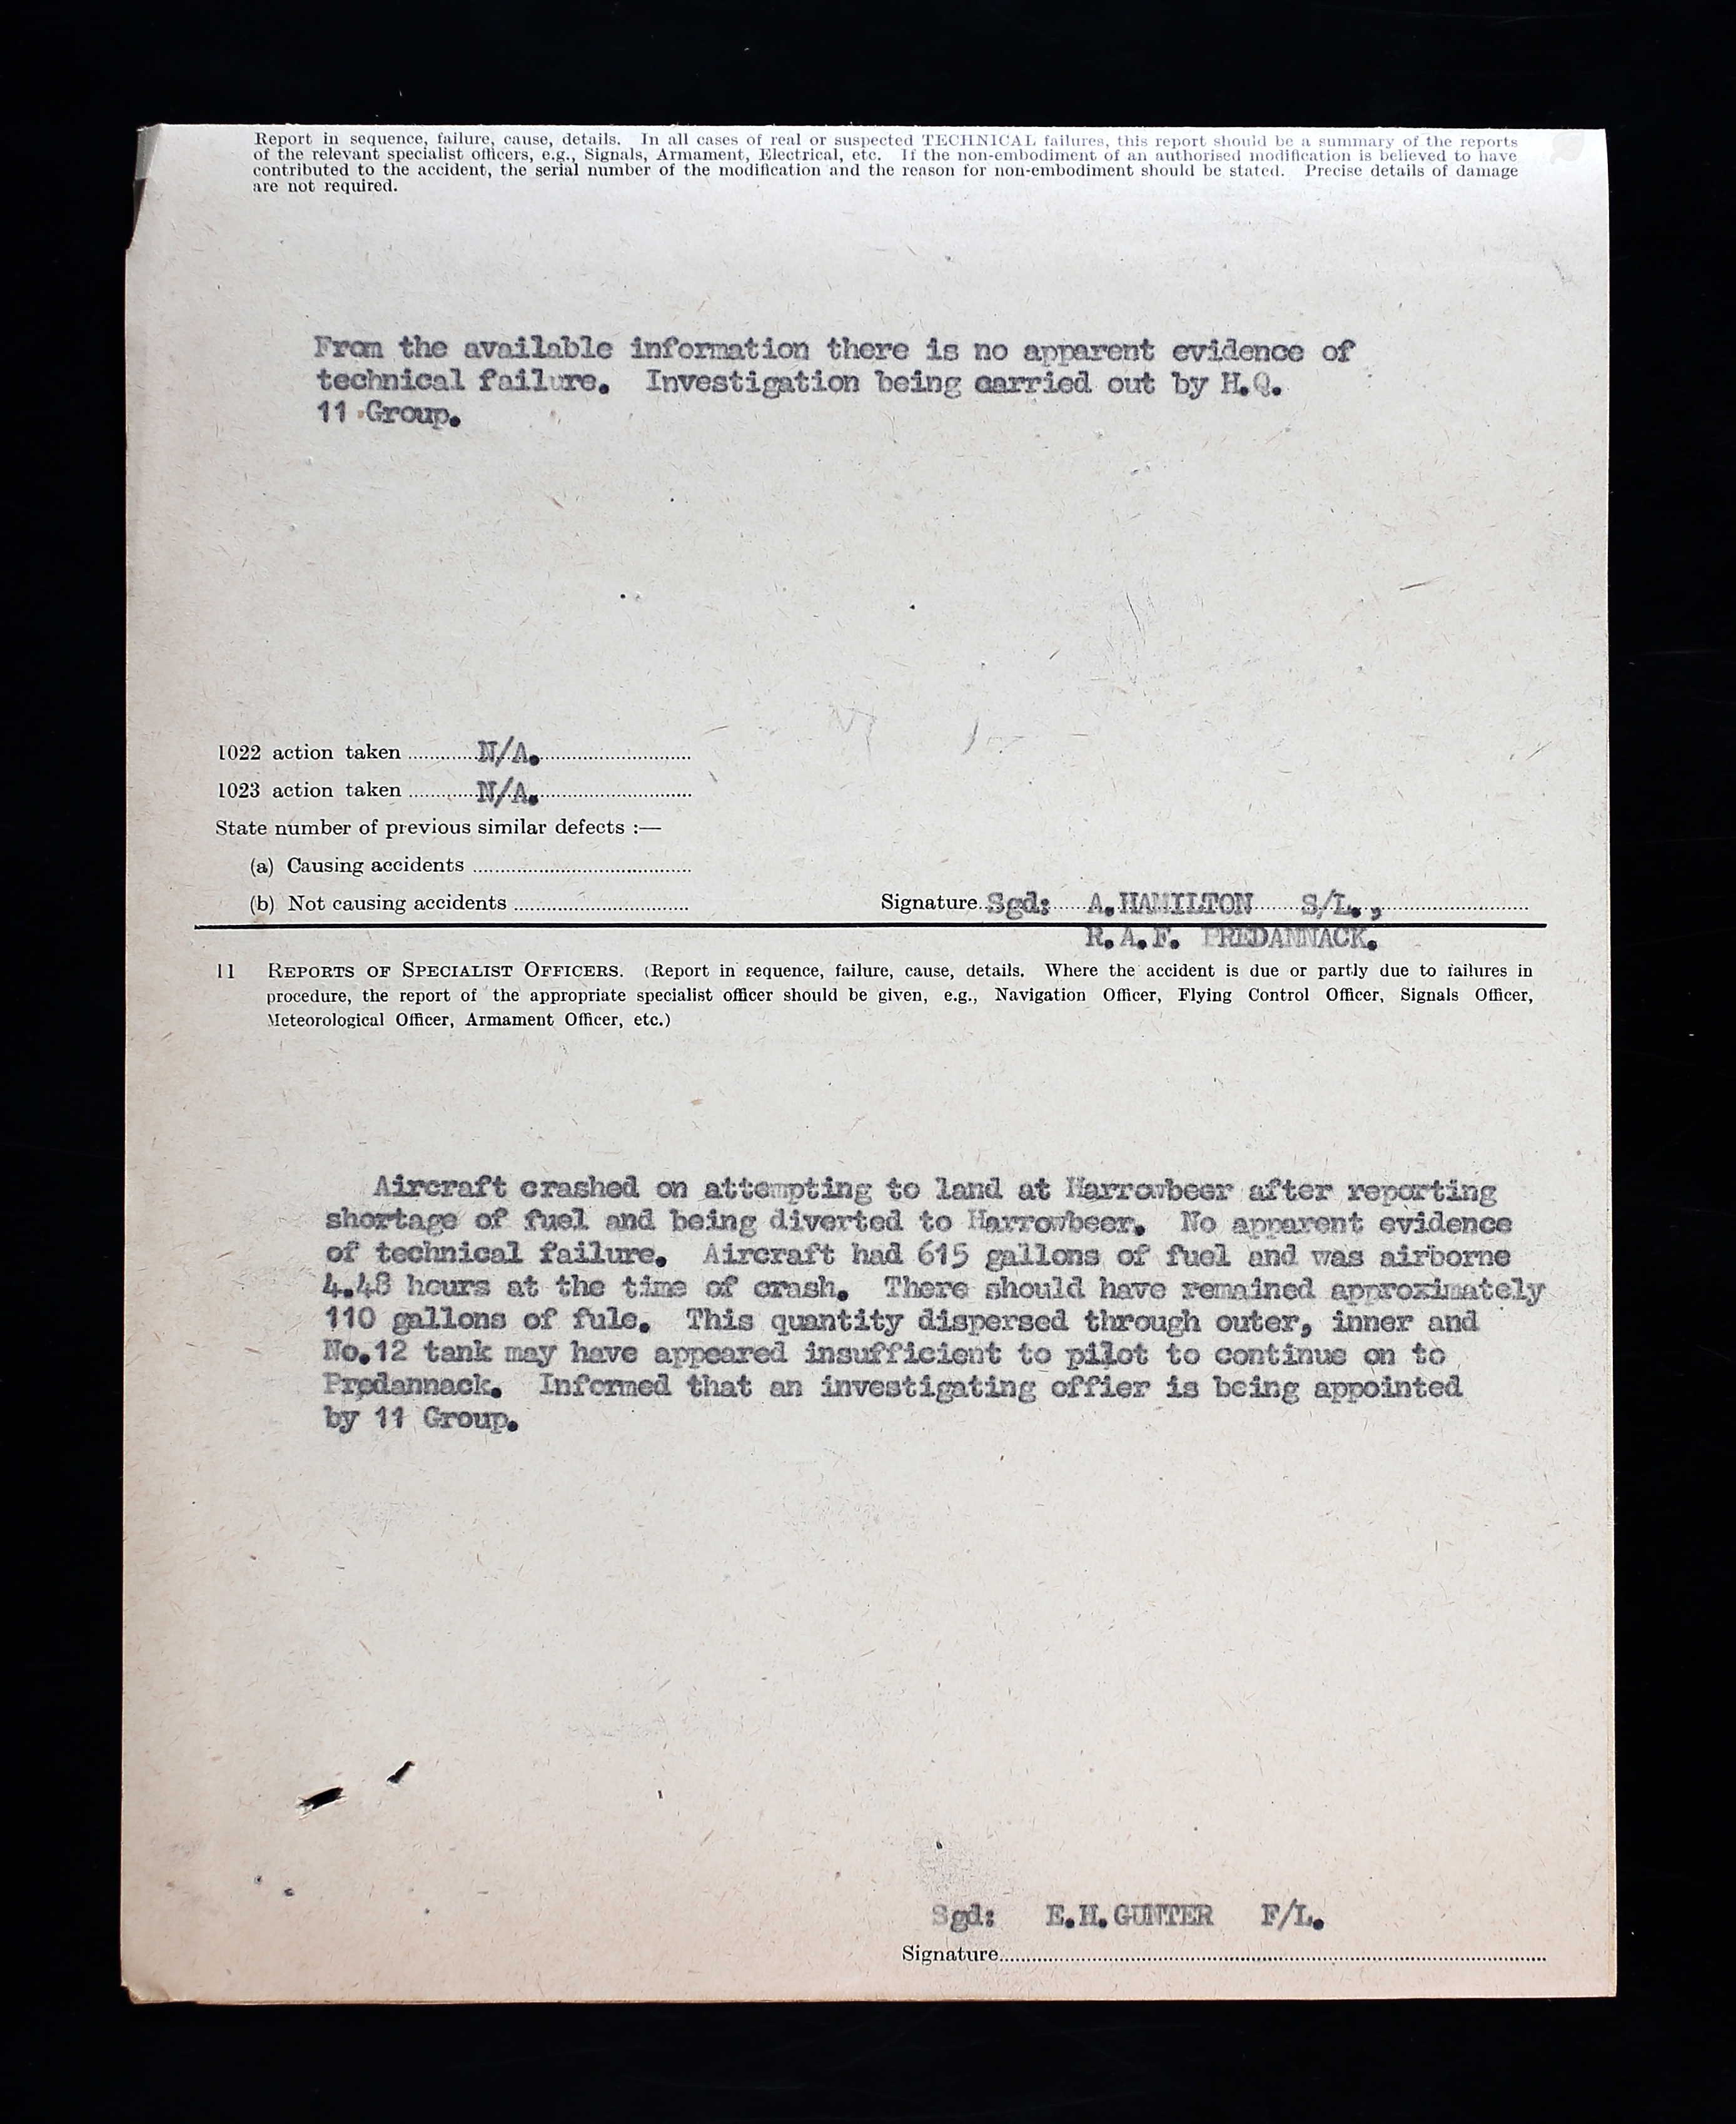 Report in sequence, failure, cause, details. In all cases of real or suspected TECHNICAL failures, this report should be a summary of the reports
of the relevant specialist officers, e.g., Signals, Armament, Electrical, etc. If the non-embodiment of an authorised modification is believed to have
contributed to the accident, the serial number of the modification and the reason for non-embodiment should be stated. Precise details of damage
are not required.
From the available information there is no apparent evidence of
technical failure. Investigation being carried out by H.Q.
11 Group.
1022 action taken ............N/A.............................
1023 action taken ............N/A.............................
State number of previous similar defects :—
(a) Causing accidents ........................................
(b) Not causing accidents ................................
Signature..Sgd: A.HAMILTON S/L.,............................
R.A.F. PREDANNACK.
11 REPORTS OF SPECIALIST OFFICERS. (Report in sequence, failure, cause, details. Where the accident is due or partly due to failures in
procedure, the report of the appropriate specialist officer should be given, e.g., Navigation Officer, Flying Control Officer, Signals Officer,
Meteorological Officer, Armament Officer, etc.)
Aircraft crashed on attempting to land at Harrowbeer after reporting
shortage of fuel and being diverted to Harrowbeer. No apparent evidence
of technical failure. Aircraft had 615 gallons of fuel and was airborne
4.48 hours at the time of crash. There should have remained approximately
110 gallons of fule. This quantity dispersed through outer, inner and
No.12 tank may have appeared insufficient to pilot to continue on to
Predannack. Informed that an investigating offier is being appointed
by 11 Group.
Sgd: E.H.GUNTER F/L.
Signature....................................................................................